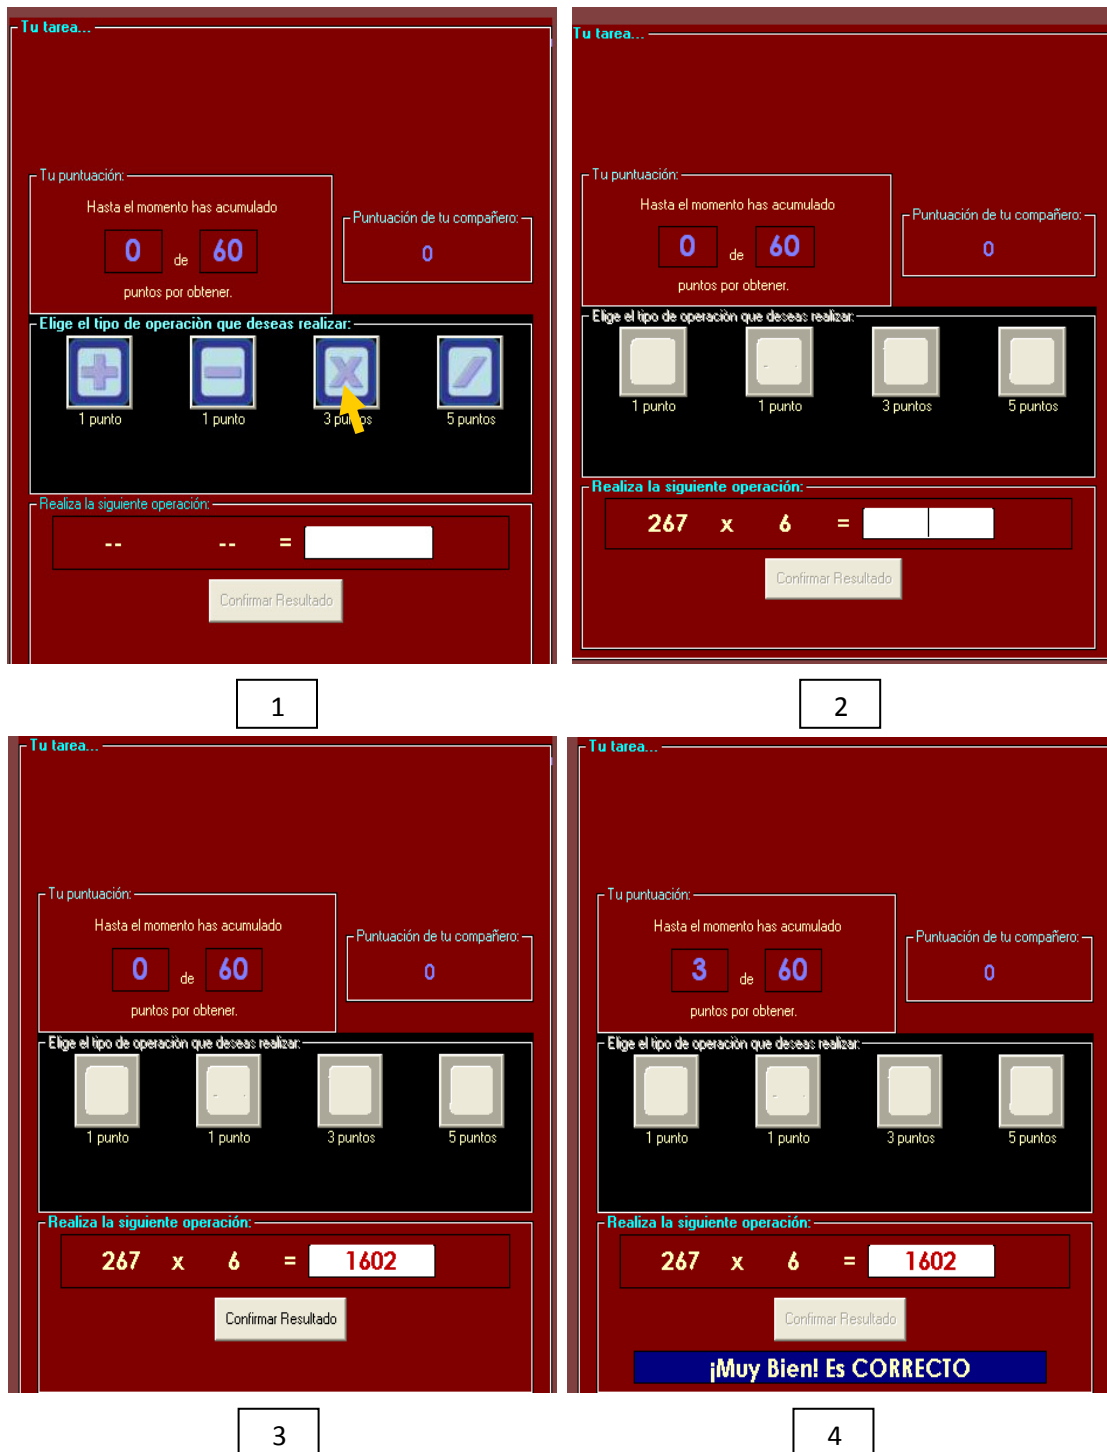 Tu tarea...
Tu puntuación:
Hasta el momento has acumulado
0 de 60
puntos por obtener.
Puntuación de tu compañero:
0
Elige el tipo de operaciòn que deseas realizar:
1 punto 1 punto 3 puntos 5 puntos
Realiza la siguiente operación:
-- -- =
Confirmar Resultado
1
Tu tarea...
Tu puntuación:
Hasta el momento has acumulado
0 de 60
puntos por obtener.
Puntuación de tu compañero:
0
Elige el tipo de operaciòn que deseas realizar:
1 punto 1 punto 3 puntos 5 puntos
Realiza la siguiente operación:
267 x 6 =
Confirmar Resultado
2
Tu tarea...
Tu puntuación:
Hasta el momento has acumulado
0 de 60
puntos por obtener.
Puntuación de tu compañero:
0
Elige el tipo de operaciòn que deseas realizar:
1 punto 1 punto 3 puntos 5 puntos
Realiza la siguiente operación:
267 x 6 = 1602
Confirmar Resultado
3
Tu tarea...
Tu puntuación:
Hasta el momento has acumulado
3 de 60
puntos por obtener.
Puntuación de tu compañero:
0
Elige el tipo de operaciòn que deseas realizar:
1 punto 1 punto 3 puntos 5 puntos
Realiza la siguiente operación:
267 x 6 = 1602
Confirmar Resultado
¡Muy Bien! Es CORRECTO
4